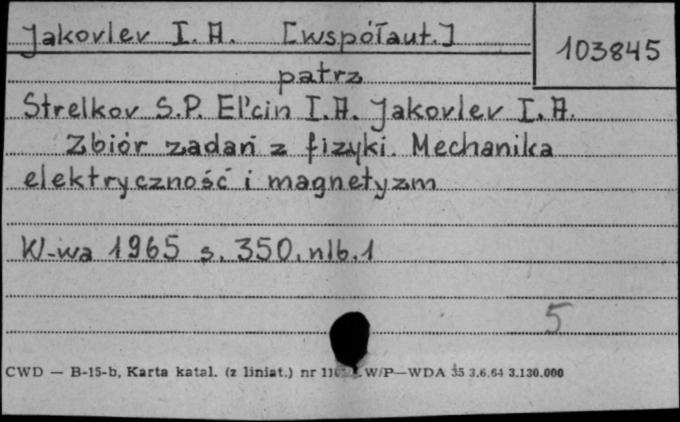 Jakovlev I. A. [współaut.]
103845
patrz
Strelkov S.P. El'cin I.A. Jakovlev I.A.
Zbiór zadań z fizyki. Mechanika
elektryczność i magnetyzm
W-wa 1965 s. 350, nlb. 1
5
CWD — B-15-b, Karta katal. (z liniat.) nr W/P—WDA 35 3.6.64 3.130.000